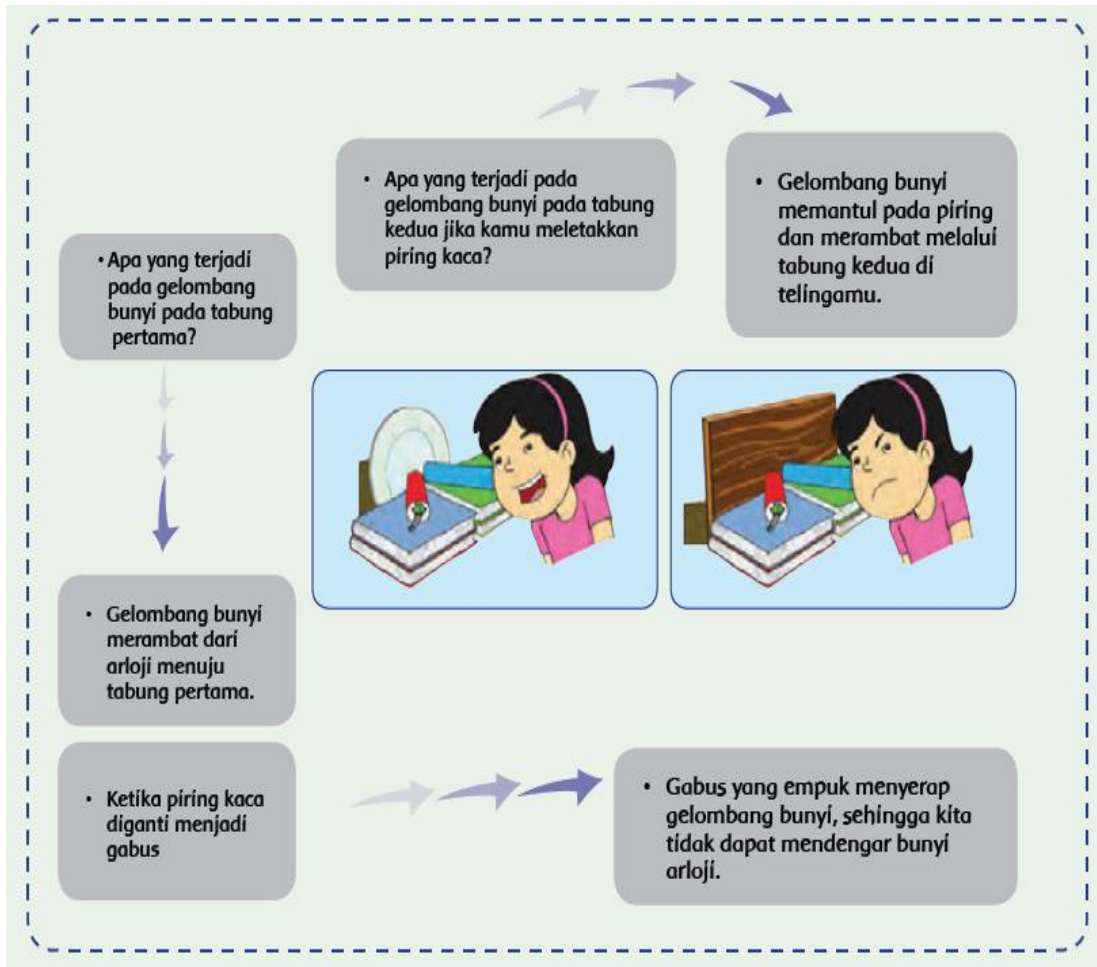 • Apa yang terjadi
pada gelombang
bunyi pada tabung
pertama?
• Gelombang bunyi
merambat dari
arloji menuju
tabung pertama.
• Apa yang terjadi pada
gelombang bunyi pada tabung
kedua jika kamu meletakkan
piring kaca?
• Gelombang bunyi
memantul pada piring
dan merambat melalui
tabung kedua di
telingamu.
• Ketika piring kaca
diganti menjadi
gabus
• Gabus yang empuk menyerap
gelombang bunyi, sehingga kita
tidak dapat mendengar bunyi
arloji.